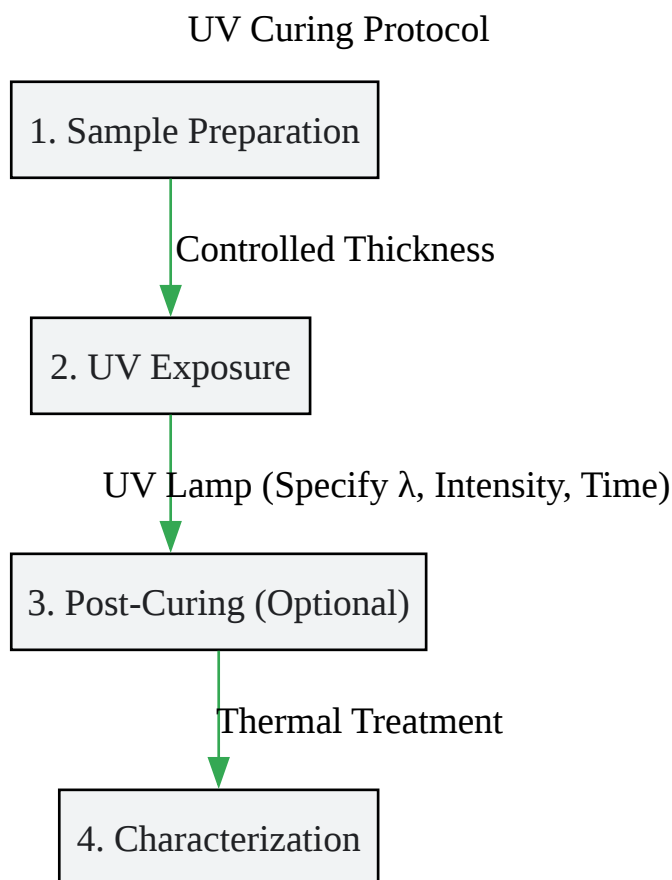 UV Curing Protocol
1. Sample Preparation
Controlled Thickness
2. UV Exposure
UV Lamp (Specify λ, Intensity, Time)
3. Post-Curing (Optional)
Thermal Treatment
4. Characterization